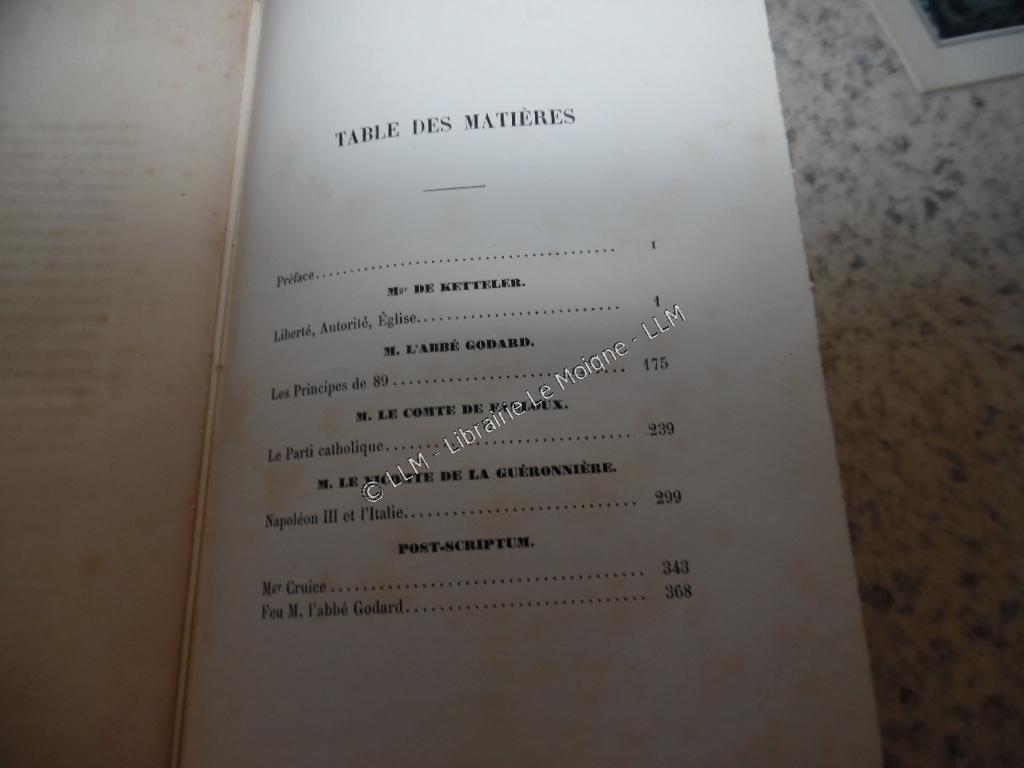 TABLE DES MATIÈRES
Préface........................................ I
Mgr DE KETTELER.
Liberté, Autorité, Église............................ 1
M. L'ABBÉ GODARD.
Les Principes de 89................................ 175
M. LE COMTE DE FALLOUX.
Le Parti catholique................................ 239
M. LE VICOMTE DE LA GUÉRONNIÈRE.
Napoléon III et l'Italie.............................. 299
POST-SCRIPTUM.
Mgr Cruice...................................... 343
Feu M. l'abbé Godard.............................. 368
© LLM - Librairie Le Moigne - LLM